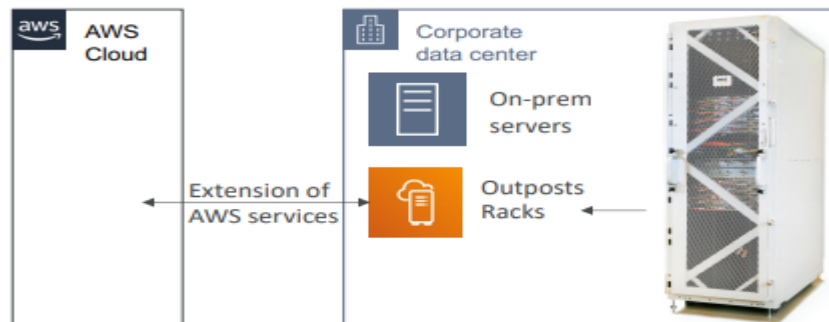 aws
AWS
Cloud
Corporate
data center
On-prem
servers
Extension of
AWS services
Outposts
Racks